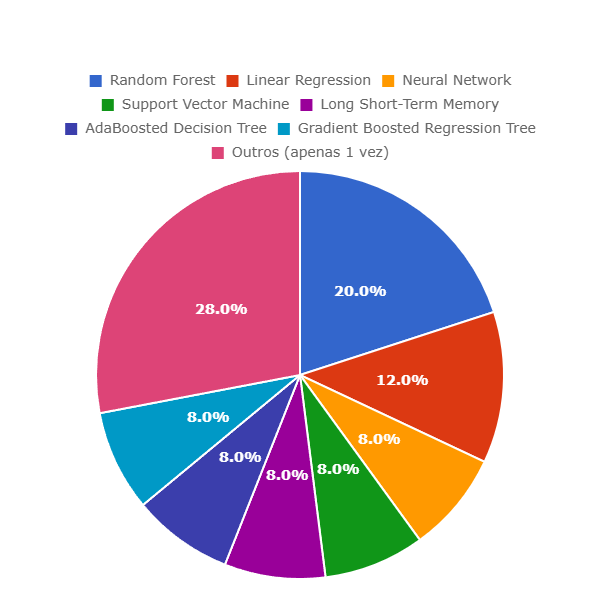 Random Forest Linear Regression Neural Network
Support Vector Machine Long Short-Term Memory
AdaBoosted Decision Tree Gradient Boosted Regression Tree
Outros (apenas 1 vez)
20.0%
28.0%
12.0%
8.0%
8.0%
8.0%
8.0%
8.0%